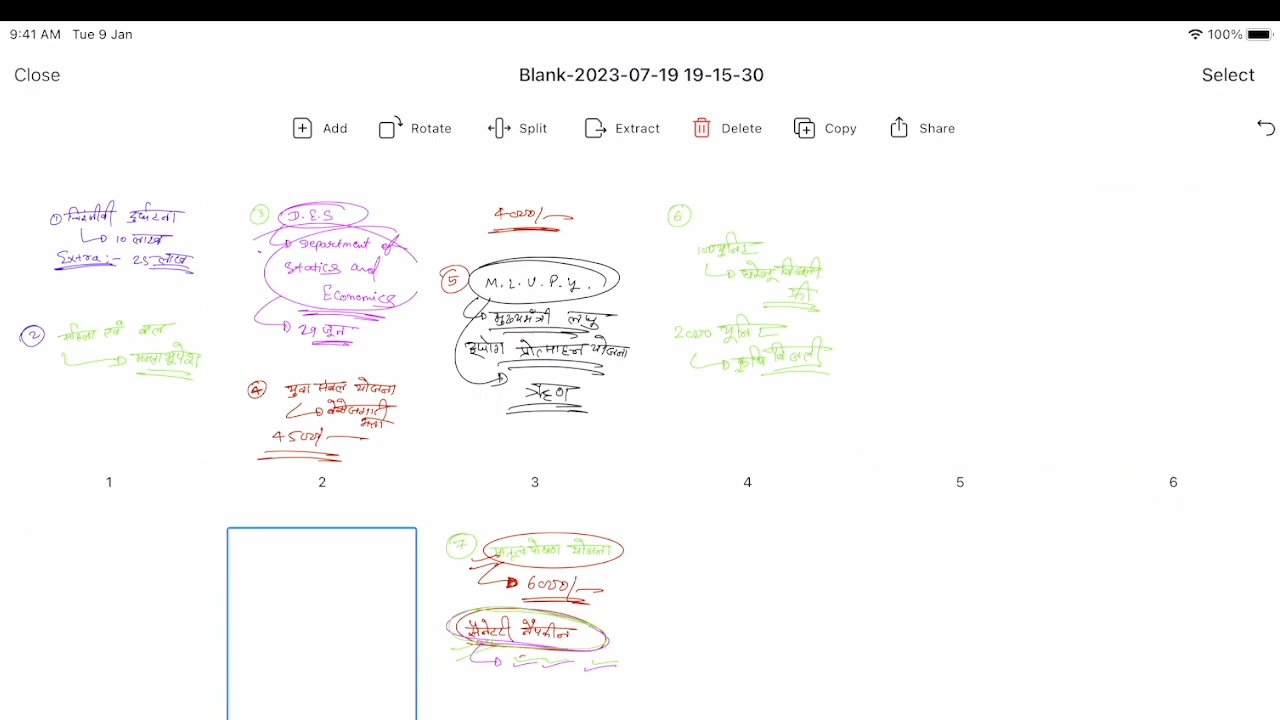 9:41 AM Tue 9 Jan
100%
Close
Blank-2023-07-19 19-15-30
Select
Add
Rotate
Split
Extract
Delete
Copy
Share
① चिरंजीवी दुर्घटना
10 लाख
Extra:- 25 लाख
② महिला एवं बाल
ममता भूपेश
1
③ D.E.S
Department of
Statics and
Economics
29 जून
④ युवा संबल योजना
बेरोजगारी
भत्ता
4500/-
2
4000/-
⑤ M.L.U.P.Y.
मुख्यमंत्री लघु
उद्योग प्रोत्साहन योजना
ऋण
3
⑥
100 यूनिट
घरेलू बिजली
फ्री
2000 यूनिट
कृषि बिजली
4
5
6
⑦ मातृत्व पोषण योजना
6000/-
सैनेटरी नैपकीन